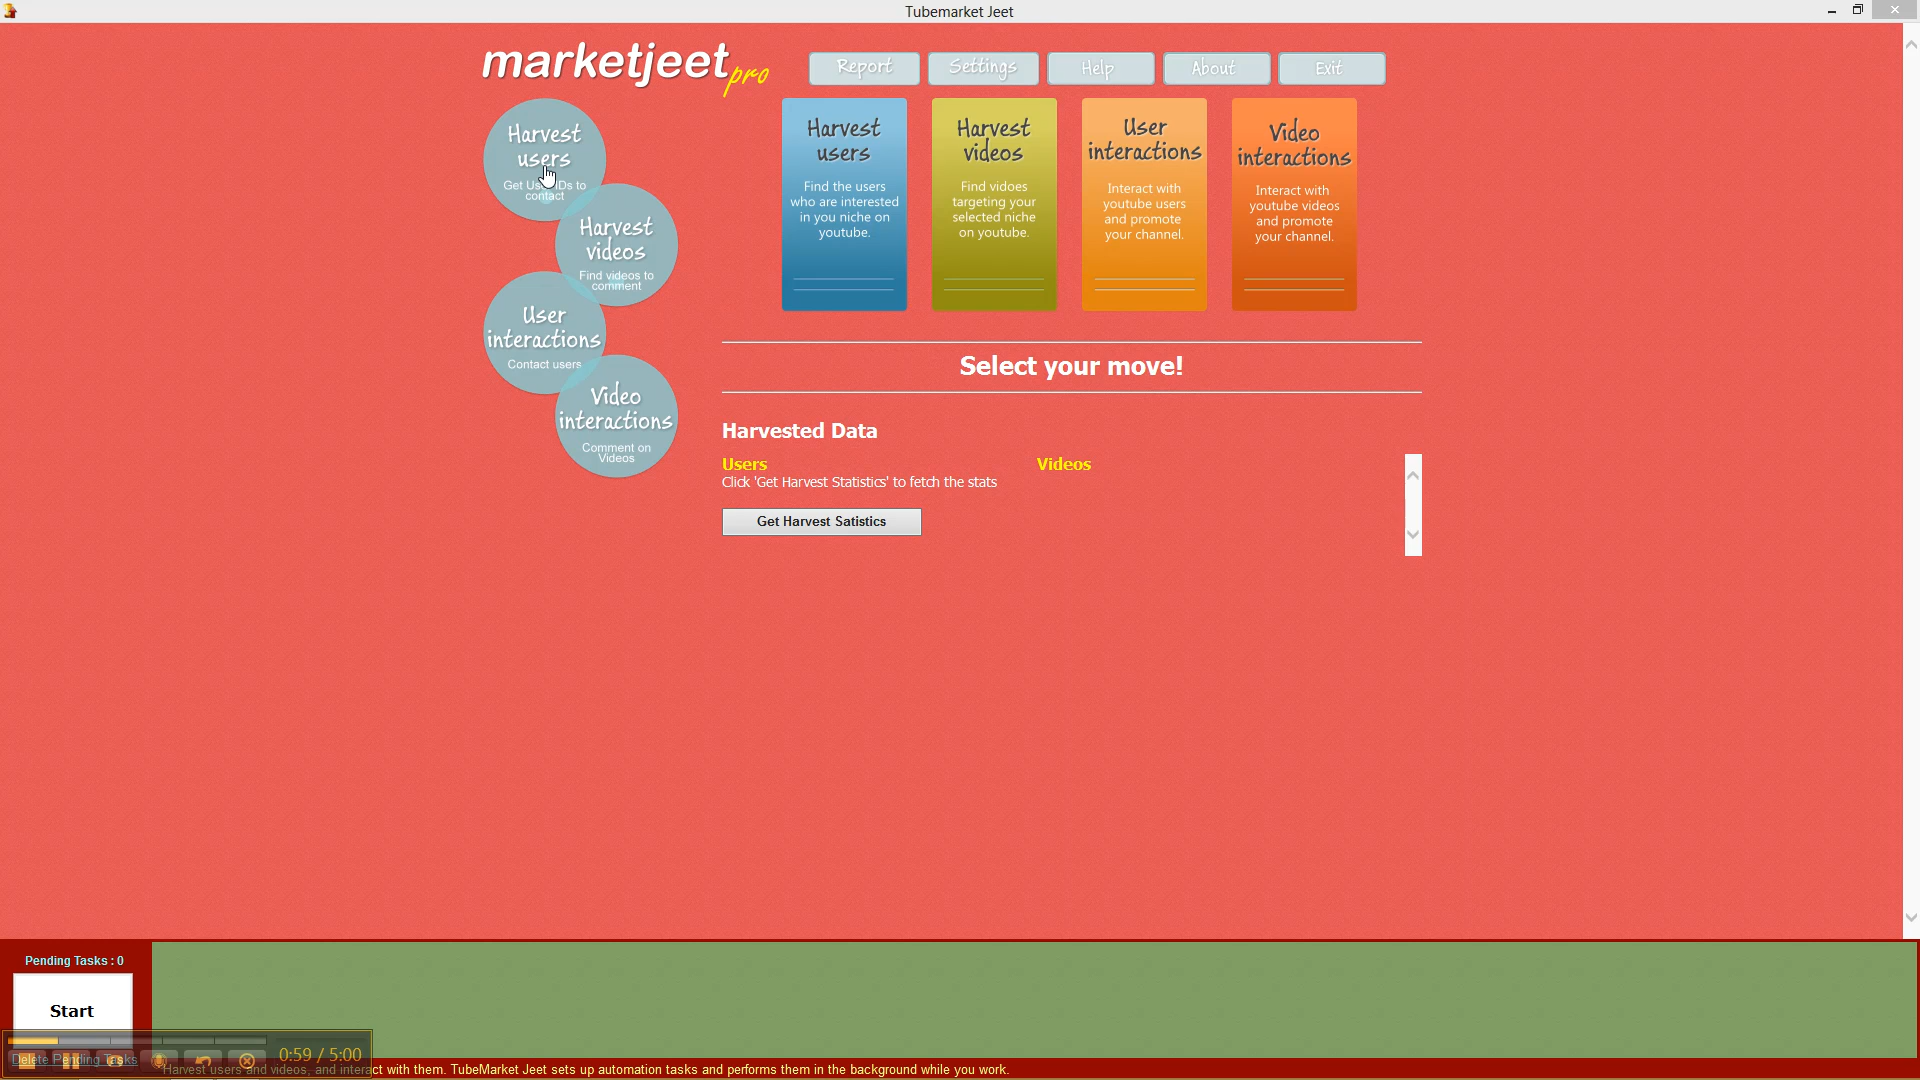 Tubemarket Jeet
marketjeet pro
Report
Settings
Help
About
Exit
Harvest
users
Get Use IDs to
contact
Harvest
videos
Find videos to
comment
User
interactions
Contact users
Video
interactions
Comment on
Videos
Harvest
users
Find the users
who are interested
in you niche on
youtube.
Harvest
videos
Find vidoes
targeting your
selected niche
on youtube.
User
interactions
Interact with
youtube users
and promote
your channel.
Video
interactions
Interact with
youtube videos
and promote
your channel.
Select your move!
Harvested Data
Users
Videos
Click 'Get Harvest Statistics' to fetch the stats
Get Harvest Satistics
Pending Tasks : 0
Start
Delete Pending Tasks
0:59 / 5:00
Harvest users and videos, and interact with them. TubeMarket Jeet sets up automation tasks and performs them in the background while you work.